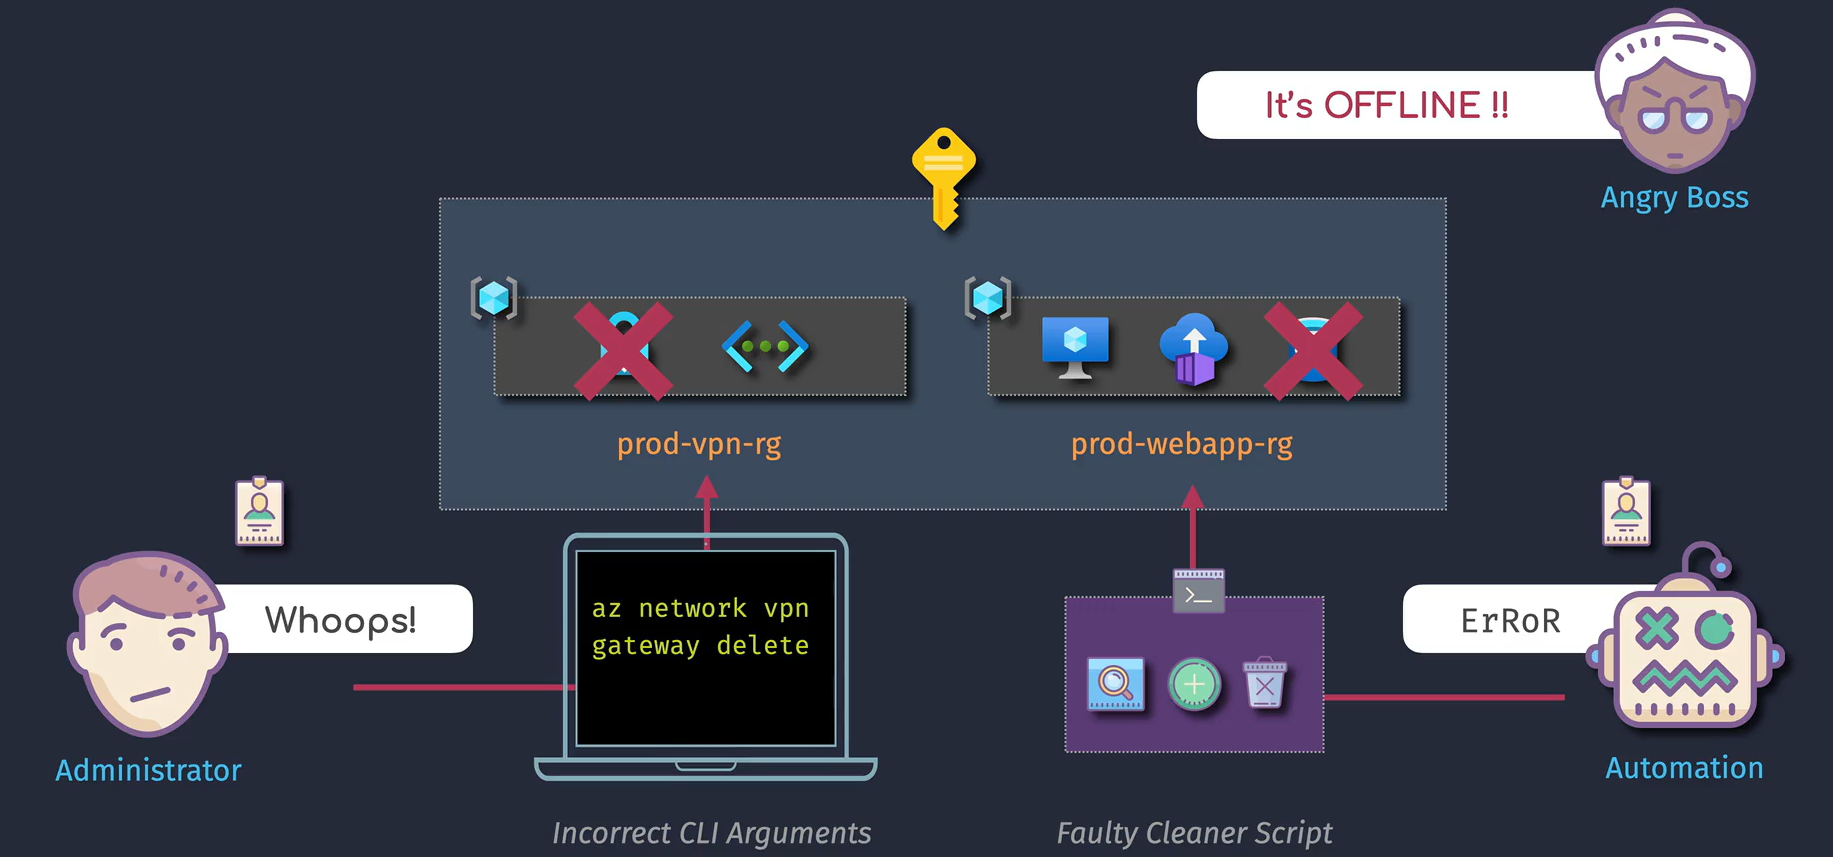 It's OFFLINE !!
Angry Boss
prod-vpn-rg
prod-webapp-rg
Whoops!
az network vpn
gateway delete
>_
ErRoR
Administrator
Automation
Incorrect CLI Arguments
Faulty Cleaner Script